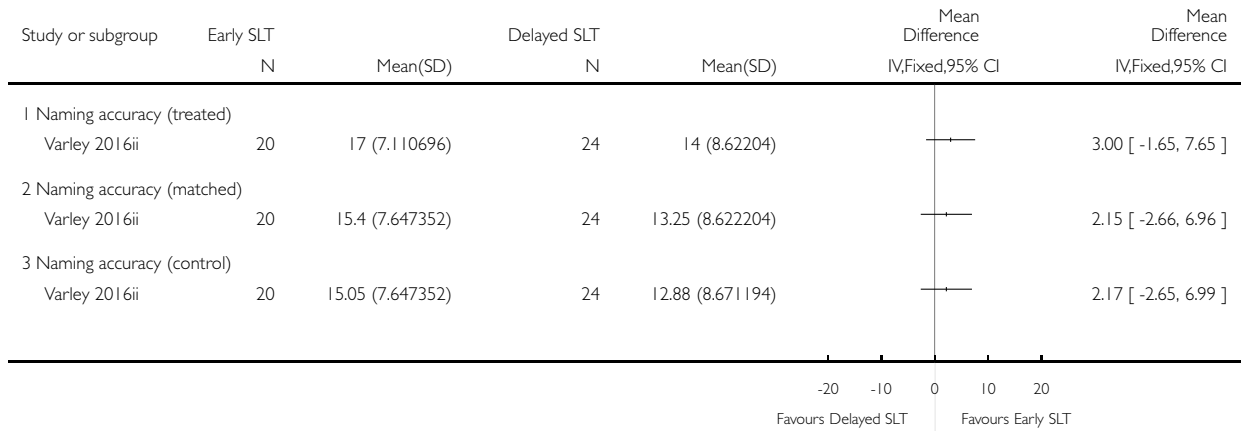 Mean Mean
Study or subgroup Early SLT Delayed SLT Difference Difference
N Mean(SD) N Mean(SD) IV,Fixed,95% CI IV,Fixed,95% CI
1 Naming accuracy (treated)
Varley 2016ii 20 17 (7.110696) 24 14 (8.62204) 3.00 [ -1.65, 7.65 ]
2 Naming accuracy (matched)
Varley 2016ii 20 15.4 (7.647352) 24 13.25 (8.622204) 2.15 [ -2.66, 6.96 ]
3 Naming accuracy (control)
Varley 2016ii 20 15.05 (7.647352) 24 12.88 (8.671194) 2.17 [ -2.65, 6.99 ]
-20 -10 0 10 20
Favours Delayed SLT Favours Early SLT